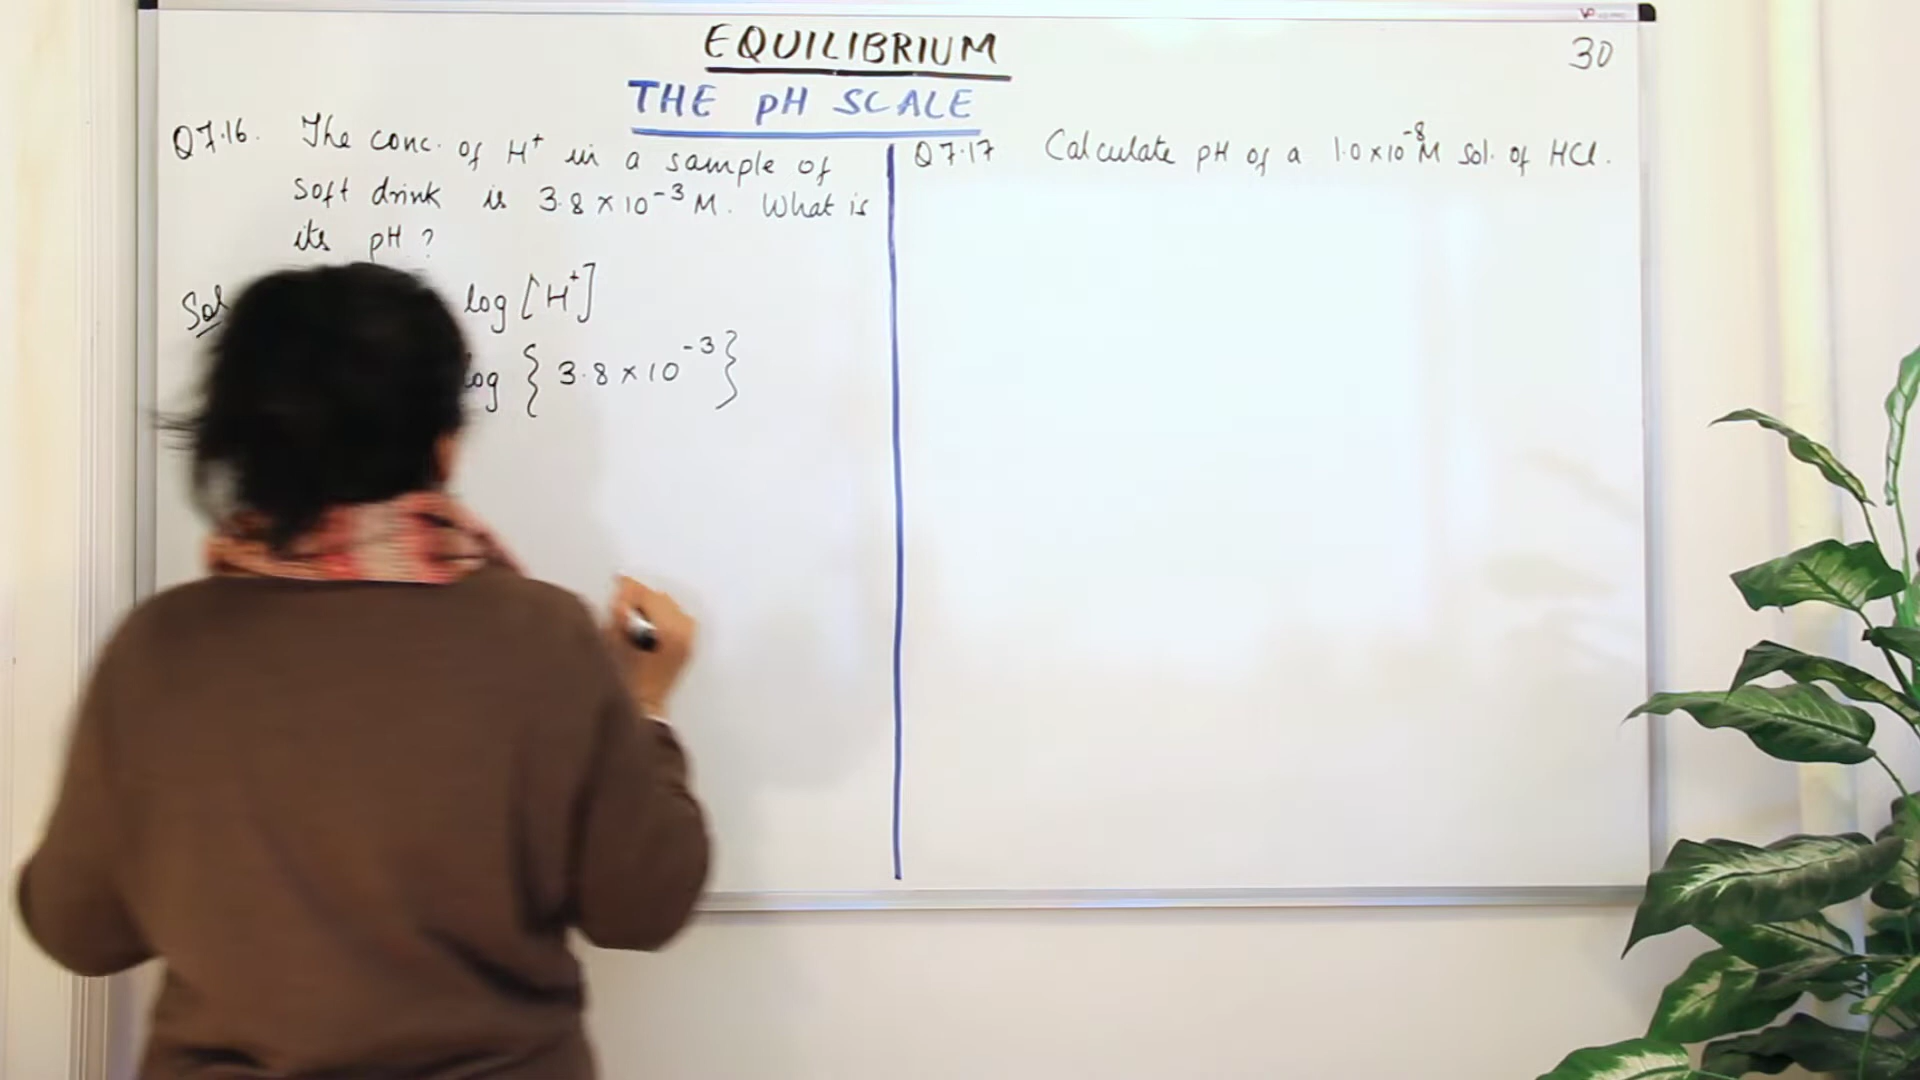 EQUILIBRIUM
30
THE pH SCALE
Q7.16. The conc. of H⁺ in a sample of
soft drink is 3.8 × 10⁻³ M. What is
its pH ?
Sol
log [H⁺]
log { 3.8 × 10⁻³ }
Q7.17 Calculate pH of a 1.0 × 10⁻⁸ M sol. of HCl.